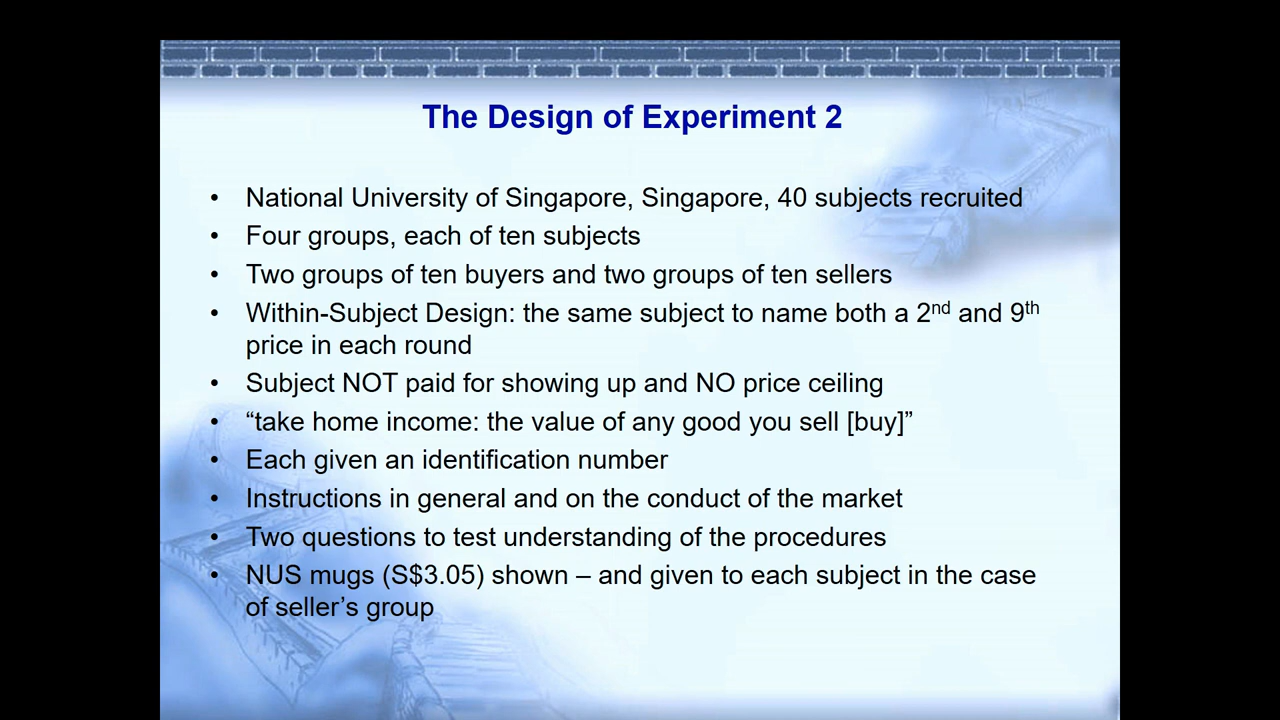 The Design of Experiment 2
• National University of Singapore, Singapore, 40 subjects recruited
• Four groups, each of ten subjects
• Two groups of ten buyers and two groups of ten sellers
• Within-Subject Design: the same subject to name both a 2nd and 9th
price in each round
• Subject NOT paid for showing up and NO price ceiling
• “take home income: the value of any good you sell [buy]”
• Each given an identification number
• Instructions in general and on the conduct of the market
• Two questions to test understanding of the procedures
• NUS mugs (S$3.05) shown – and given to each subject in the case
of seller’s group